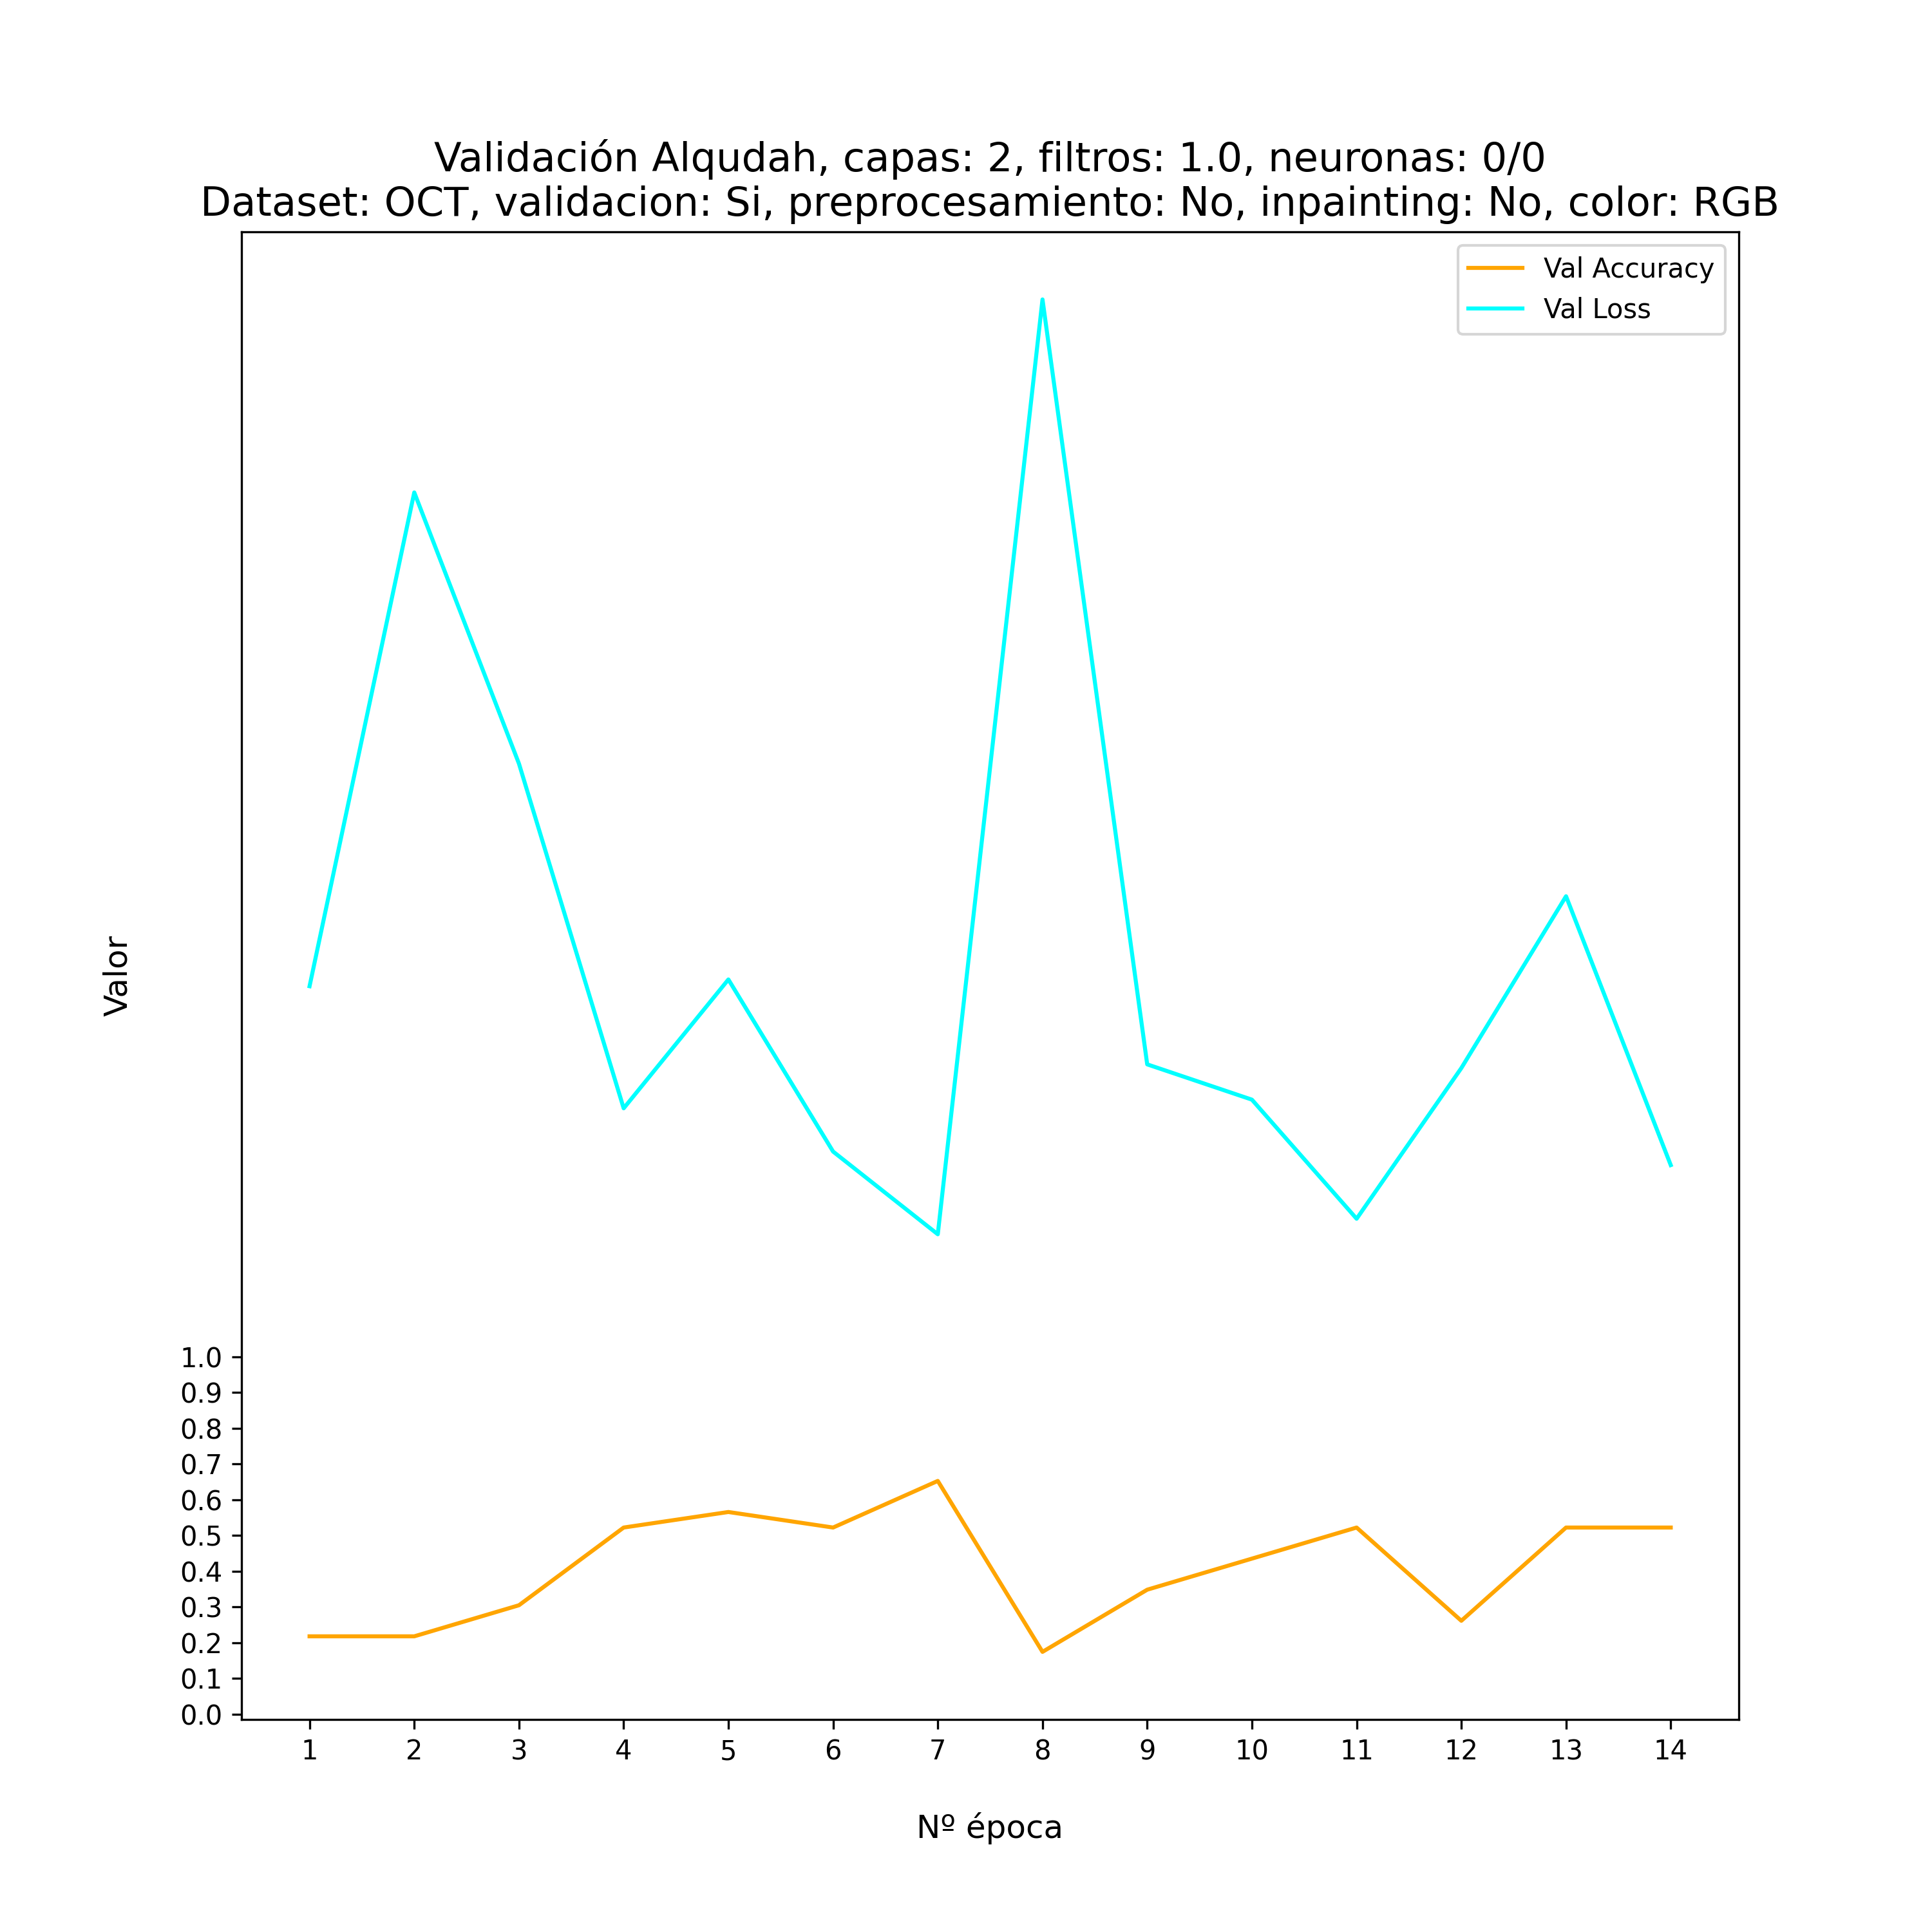 Validación Alqudah, capas: 2, filtros: 1.0, neuronas: 0/0
Dataset: OCT, validacion: Si, preprocesamiento: No, inpainting: No, color: RGB
Val Accuracy
Val Loss
Valor
1.0
0.9
0.8
0.7
0.6
0.5
0.4
0.3
0.2
0.1
0.0
1 2 3 4 5 6 7 8 9 10 11 12 13 14
Nº época